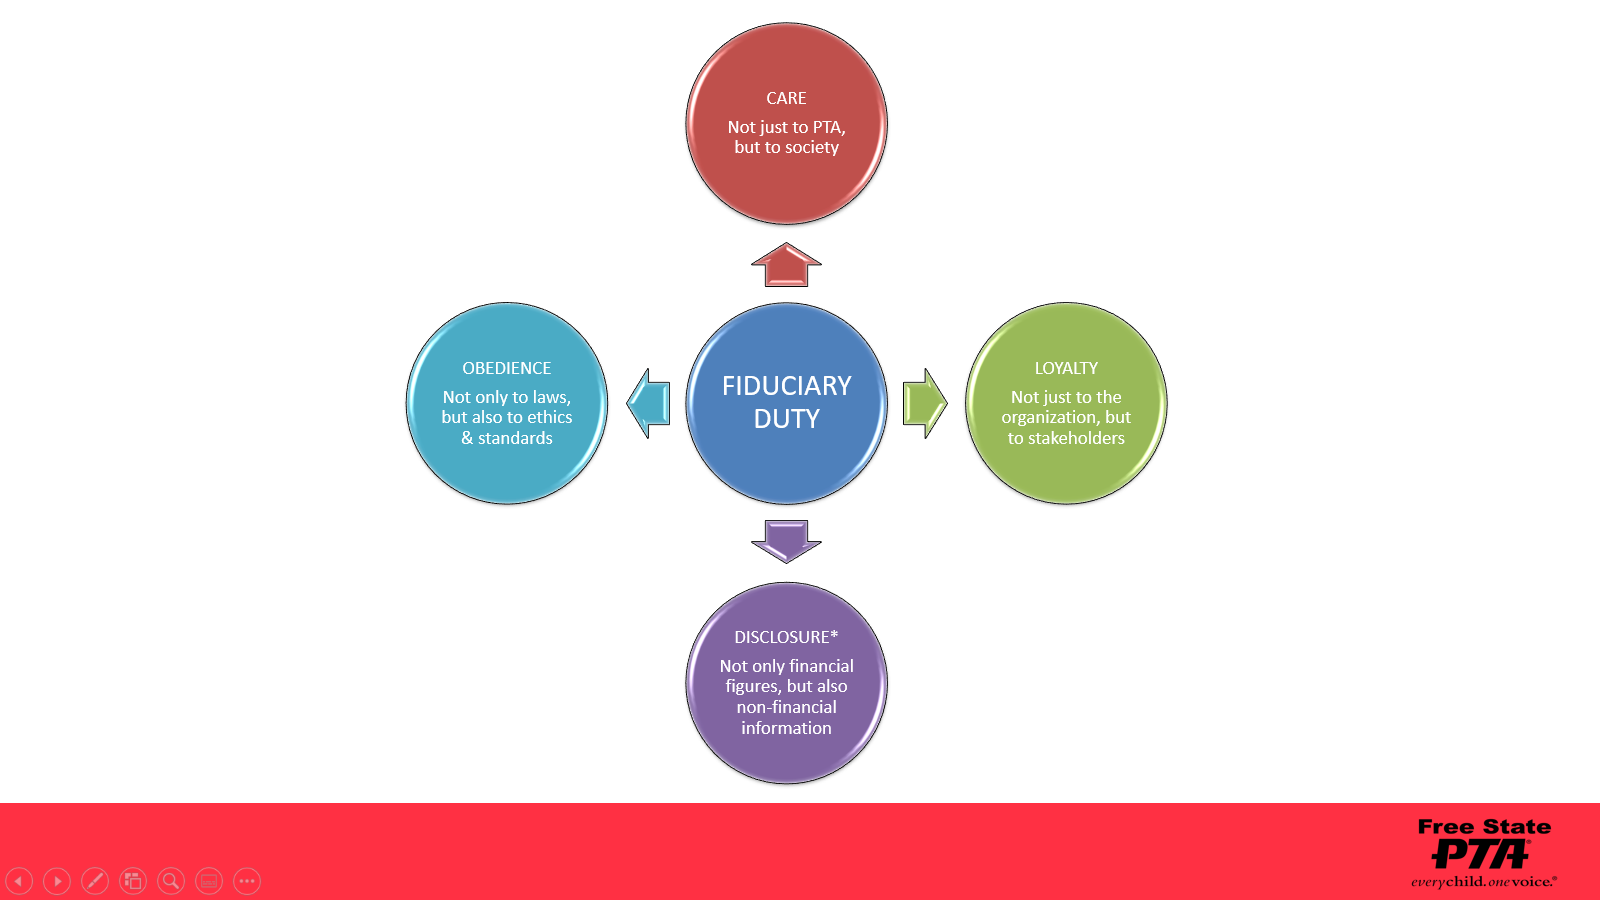 CARE
Not just to PTA,
but to society
OBEDIENCE
Not only to laws,
but also to ethics
& standards
FIDUCIARY
DUTY
LOYALTY
Not just to the
organization, but
to stakeholders
DISCLOSURE*
Not only financial
figures, but also
non-financial
information
Free State
PTA®
everychild.onevoice.®